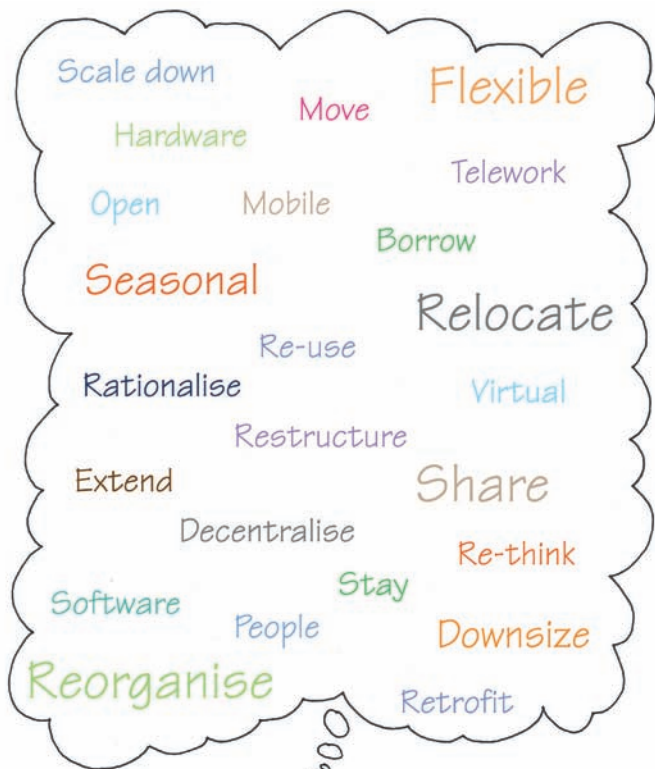 Scale down
Flexible
Move
Hardware
Telework
Open
Mobile
Borrow
Seasonal
Relocate
Re-use
Rationalise
Virtual
Restructure
Extend
Share
Decentralise
Re-think
Stay
Software
People
Downsize
Reorganise
Retrofit